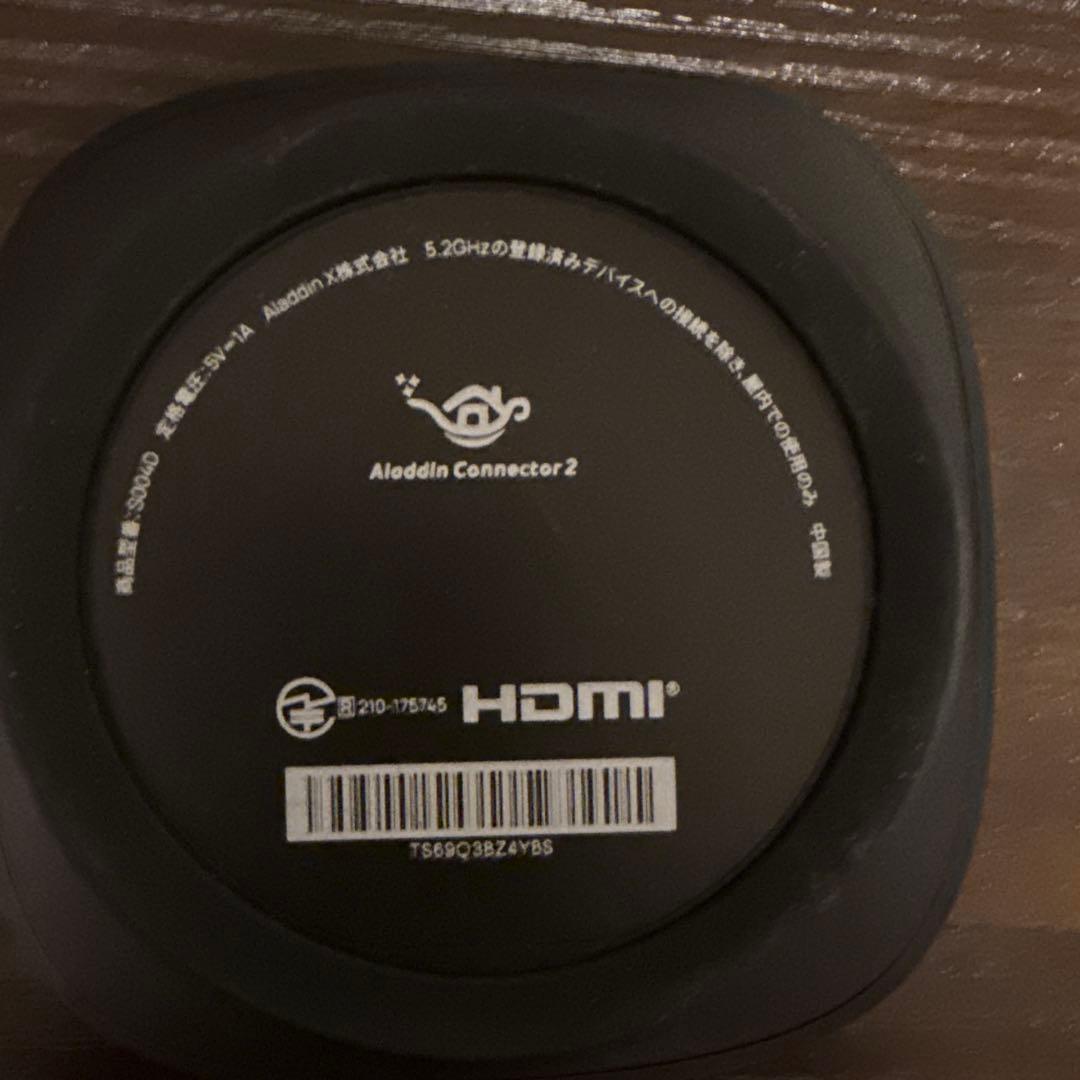 商品型番:S004D 定格電圧:5V⎓1A Aladdin X株式会社 5.2GHzの登録済みデバイスへの接続を除き、屋内での使用のみ 中国製
Aladdin Connector 2
R 210-175745 HDMI®
TS69Q3BZ4YBS